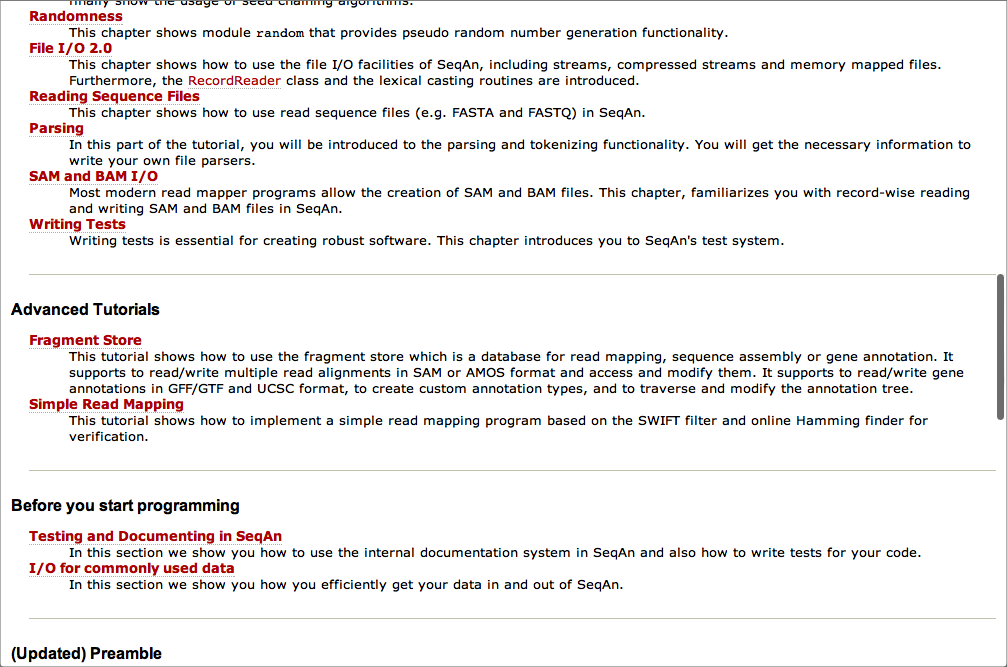 finally show the usage of seed chaining algorithms.
Randomness
This chapter shows module random that provides pseudo random number generation functionality.
File I/O 2.0
This chapter shows how to use the file I/O facilities of SeqAn, including streams, compressed streams and memory mapped files.
Furthermore, the RecordReader class and the lexical casting routines are introduced.
Reading Sequence Files
This chapter shows how to use read sequence files (e.g. FASTA and FASTQ) in SeqAn.
Parsing
In this part of the tutorial, you will be introduced to the parsing and tokenizing functionality. You will get the necessary information to
write your own file parsers.
SAM and BAM I/O
Most modern read mapper programs allow the creation of SAM and BAM files. This chapter, familiarizes you with record-wise reading
and writing SAM and BAM files in SeqAn.
Writing Tests
Writing tests is essential for creating robust software. This chapter introduces you to SeqAn's test system.
Advanced Tutorials
Fragment Store
This tutorial shows how to use the fragment store which is a database for read mapping, sequence assembly or gene annotation. It
supports to read/write multiple read alignments in SAM or AMOS format and access and modify them. It supports to read/write gene
annotations in GFF/GTF and UCSC format, to create custom annotation types, and to traverse and modify the annotation tree.
Simple Read Mapping
This tutorial shows how to implement a simple read mapping program based on the SWIFT filter and online Hamming finder for
verification.
Before you start programming
Testing and Documenting in SeqAn
In this section we show you how to use the internal documentation system in SeqAn and also how to write tests for your code.
I/O for commonly used data
In this section we show you how you efficiently get your data in and out of SeqAn.
(Updated) Preamble